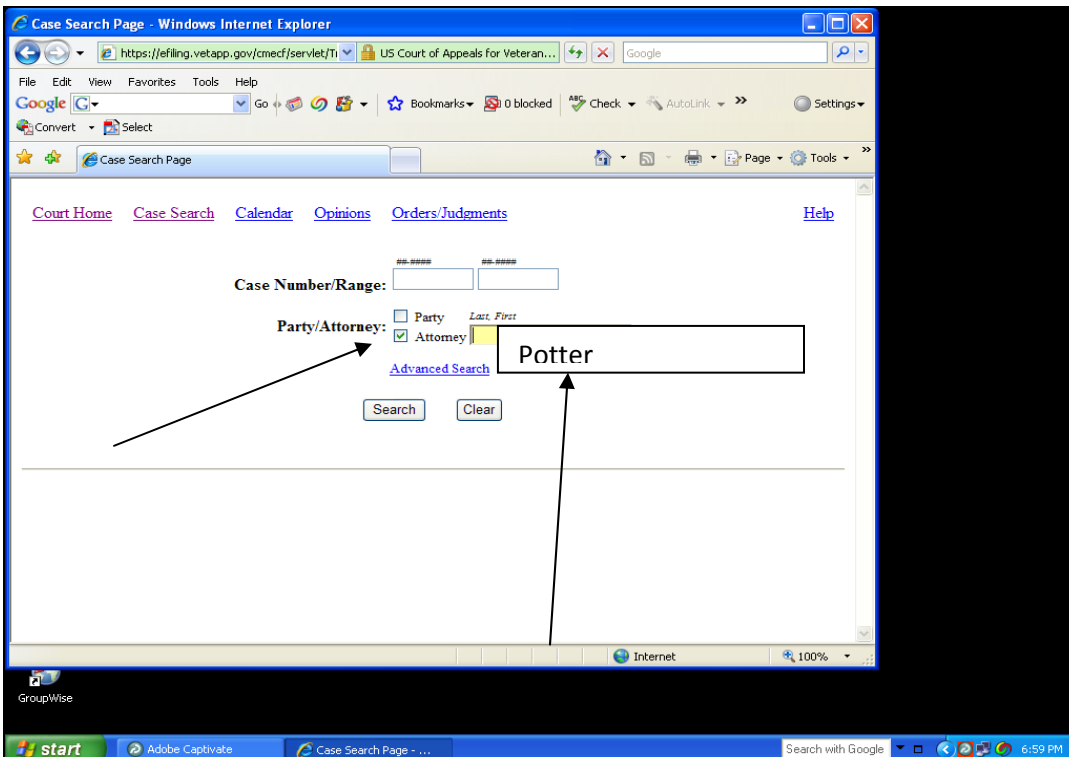 Case Search Page - Windows Internet Explorer
https://efiling.vetapp.gov/cmecf/servlet/Tr US Court of Appeals for Veteran... Google
File Edit View Favorites Tools Help
Google G Go Bookmarks 0 blocked ABC Check AutoLink >> Settings
Convert Select
Case Search Page Page Tools >>
Court Home Case Search Calendar Opinions Orders/Judgments Help
##-#### ##-####
Case Number/Range:
Party/Attorney: Party Last, First
Attorney
Potter
Advanced Search
Search Clear
Internet 100%
GroupWise
start Adobe Captivate Case Search Page - ... Search with Google 6:59 PM